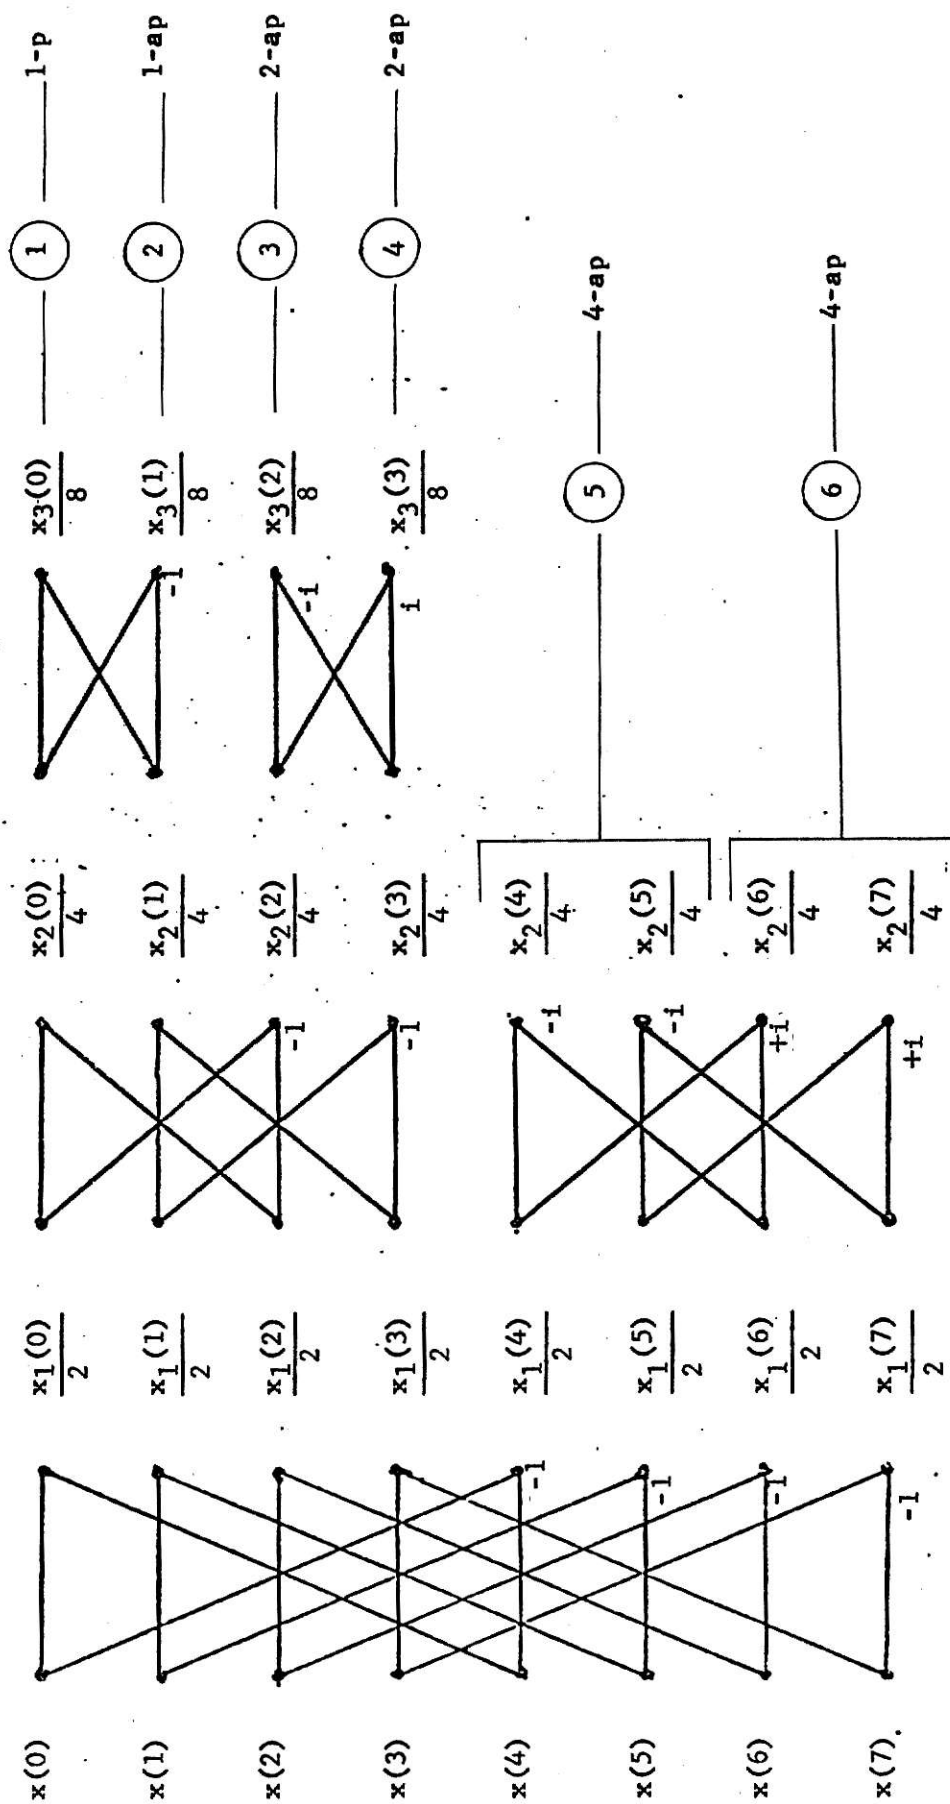 x(0)
x(1)
x(2)
x(3)
x(4)
x(5)
x(6)
x(7)
-1
-1
-1
-1
x₁(0)
2
x₁(1)
2
x₁(2)
2
x₁(3)
2
x₁(4)
2
x₁(5)
2
x₁(6)
2
x₁(7)
2
-1
-1
-i
-i
+i
+i
x₂(0)
4
x₂(1)
4
x₂(2)
4
x₂(3)
4
x₂(4)
4
x₂(5)
4
x₂(6)
4
x₂(7)
4
-1
-i
i
x₃(0)
8
x₃(1)
8
x₃(2)
8
x₃(3)
8
1
1-p
2
1-ap
3
2-ap
4
2-ap
5
4-ap
6
4-ap